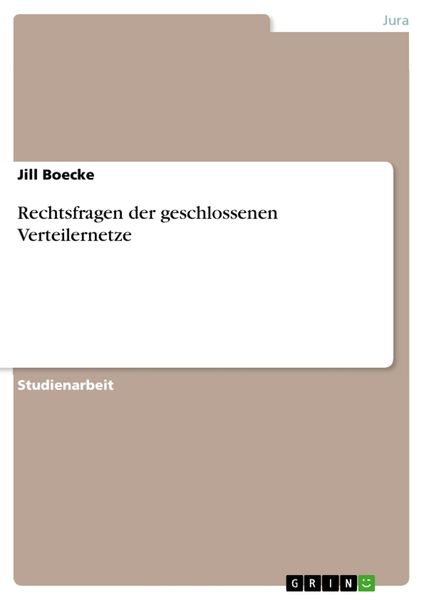 Jura
Jill Boecke
Rechtsfragen der geschlossenen
Verteilernetze
Studienarbeit
GRIN